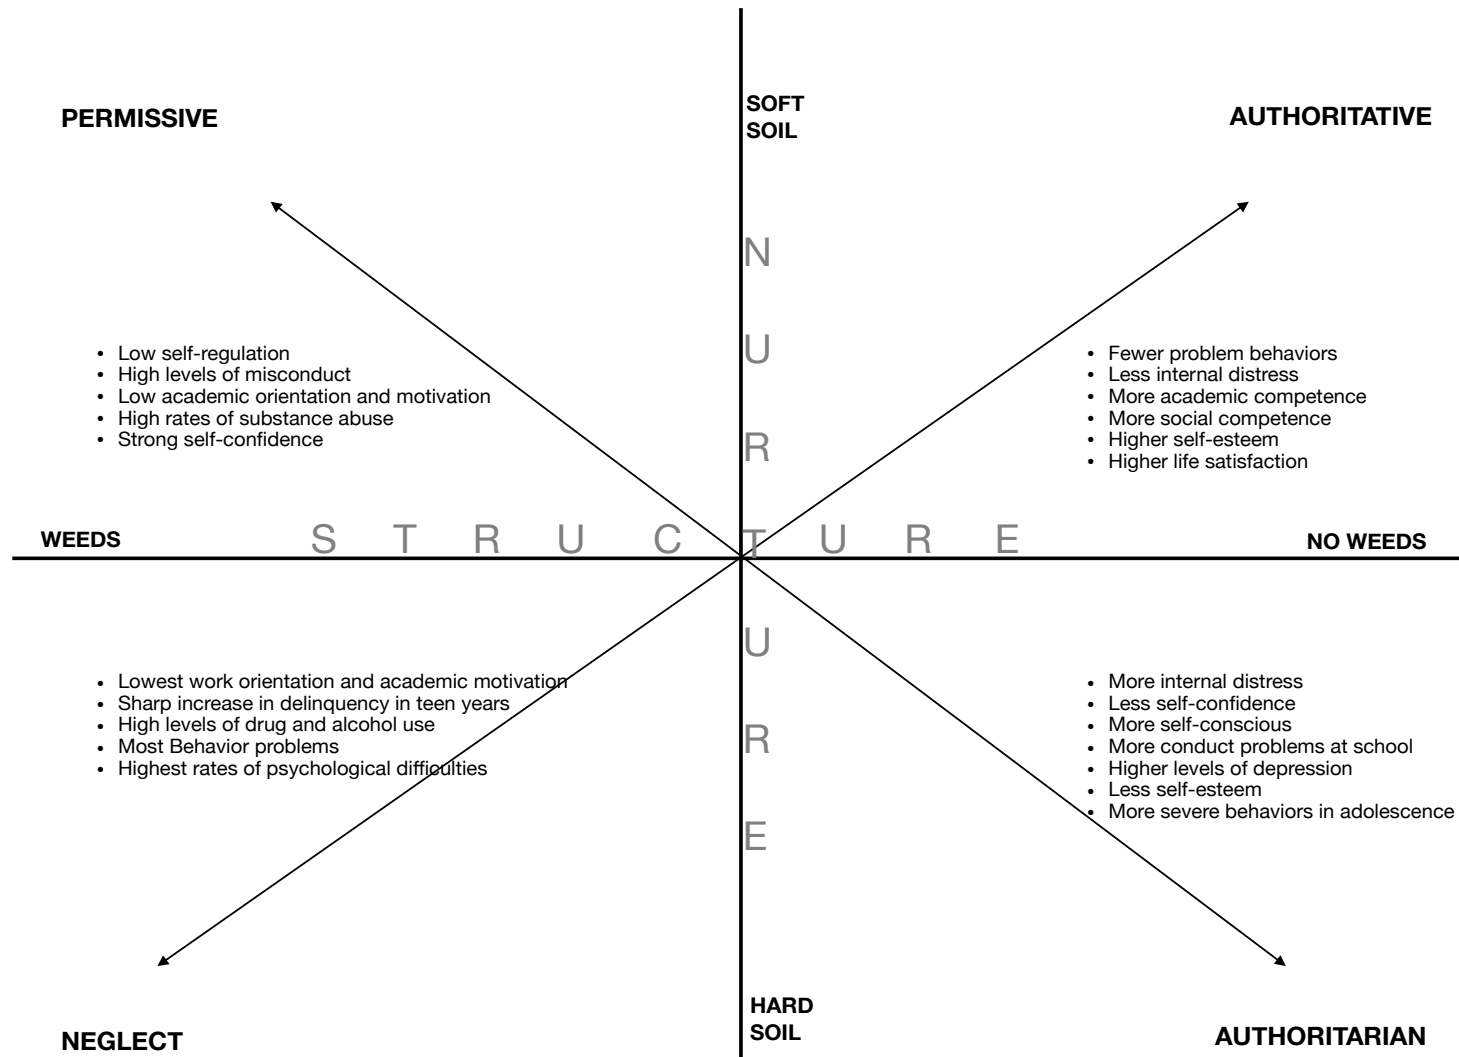 PERMISSIVE
SOFT
SOIL
AUTHORITATIVE
• Low self-regulation
• High levels of misconduct
• Low academic orientation and motivation
• High rates of substance abuse
• Strong self-confidence
• Fewer problem behaviors
• Less internal distress
• More academic competence
• More social competence
• Higher self-esteem
• Higher life satisfaction
WEEDS
STRUCTURE
NO WEEDS
NURTURE
• Lowest work orientation and academic motivation
• Sharp increase in delinquency in teen years
• High levels of drug and alcohol use
• Most Behavior problems
• Highest rates of psychological difficulties
• More internal distress
• Less self-confidence
• More self-conscious
• More conduct problems at school
• Higher levels of depression
• Less self-esteem
• More severe behaviors in adolescence
NEGLECT
HARD
SOIL
AUTHORITARIAN